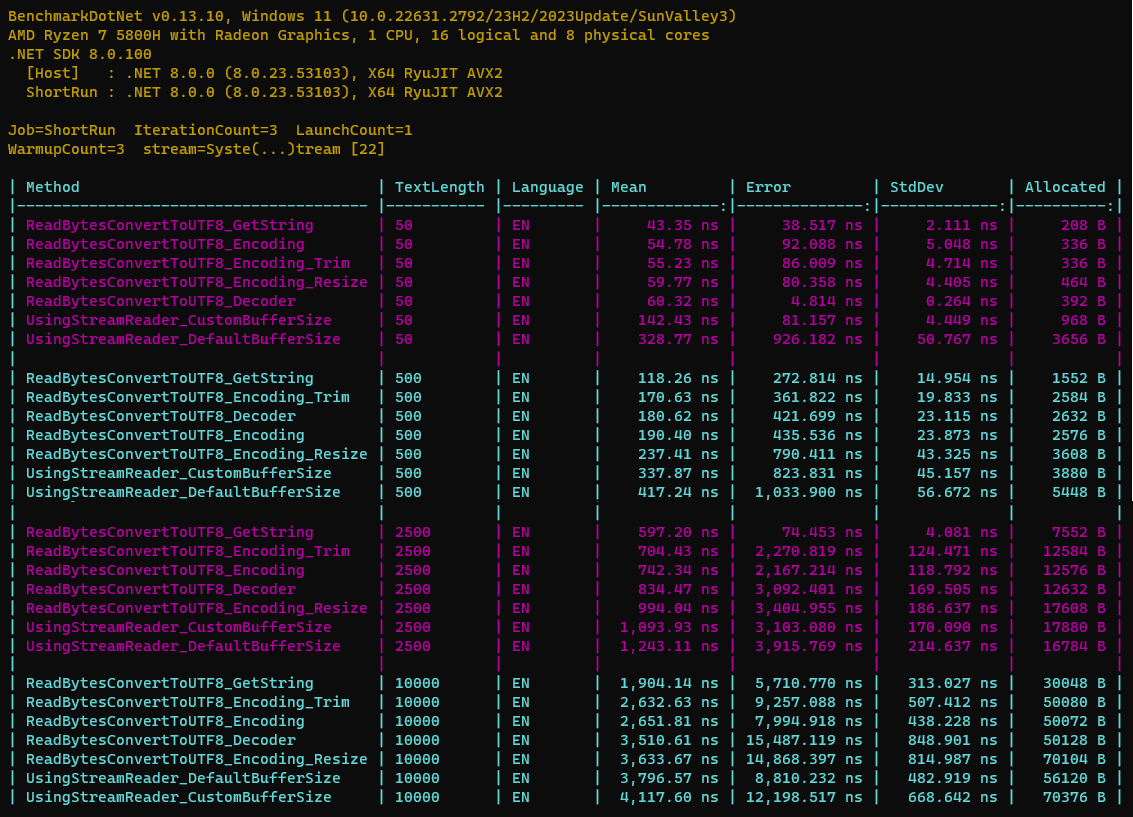 BenchmarkDotNet v0.13.10, Windows 11 (10.0.22631.2792/23H2/2023Update/SunValley3)
AMD Ryzen 7 5800H with Radeon Graphics, 1 CPU, 16 logical and 8 physical cores
.NET SDK 8.0.100
  [Host]   : .NET 8.0.0 (8.0.23.53103), X64 RyuJIT AVX2
  ShortRun : .NET 8.0.0 (8.0.23.53103), X64 RyuJIT AVX2

Job=ShortRun  IterationCount=3  LaunchCount=1
WarmupCount=3  stream=Syste(...)tream [22]

| Method                                | TextLength | Language | Mean         | Error         | StdDev       | Allocated |
|-------------------------------------- |----------- |--------- |-------------:|--------------:|-------------:|----------:|
| ReadBytesConvertToUTF8_GetString      | 50         | EN       |     43.35 ns |     38.517 ns |     2.111 ns |     208 B |
| ReadBytesConvertToUTF8_Encoding       | 50         | EN       |     54.78 ns |     92.088 ns |     5.048 ns |     336 B |
| ReadBytesConvertToUTF8_Encoding_Trim  | 50         | EN       |     55.23 ns |     86.009 ns |     4.714 ns |     336 B |
| ReadBytesConvertToUTF8_Encoding_Resize | 50         | EN       |     59.77 ns |     80.358 ns |     4.405 ns |     464 B |
| ReadBytesConvertToUTF8_Decoder        | 50         | EN       |     60.32 ns |      4.814 ns |     0.264 ns |     392 B |
| UsingStreamReader_CustomBufferSize    | 50         | EN       |    142.43 ns |     81.157 ns |     4.449 ns |     968 B |
| UsingStreamReader_DefaultBufferSize   | 50         | EN       |    328.77 ns |    926.182 ns |    50.767 ns |    3656 B |
|                                       |            |          |              |               |              |           |
| ReadBytesConvertToUTF8_GetString      | 500        | EN       |    118.26 ns |    272.814 ns |    14.954 ns |    1552 B |
| ReadBytesConvertToUTF8_Encoding_Trim  | 500        | EN       |    170.63 ns |    361.822 ns |    19.833 ns |    2584 B |
| ReadBytesConvertToUTF8_Decoder        | 500        | EN       |    180.62 ns |    421.699 ns |    23.115 ns |    2632 B |
| ReadBytesConvertToUTF8_Encoding       | 500        | EN       |    190.40 ns |    435.536 ns |    23.873 ns |    2576 B |
| ReadBytesConvertToUTF8_Encoding_Resize | 500        | EN       |    237.41 ns |    790.411 ns |    43.325 ns |    3608 B |
| UsingStreamReader_CustomBufferSize    | 500        | EN       |    337.87 ns |    823.831 ns |    45.157 ns |    3880 B |
| UsingStreamReader_DefaultBufferSize   | 500        | EN       |    417.24 ns |  1,033.900 ns |    56.672 ns |    5448 B |
|                                       |            |          |              |               |              |           |
| ReadBytesConvertToUTF8_GetString      | 2500       | EN       |    597.20 ns |     74.453 ns |     4.081 ns |    7552 B |
| ReadBytesConvertToUTF8_Encoding_Trim  | 2500       | EN       |    704.43 ns |  2,270.819 ns |   124.471 ns |   12584 B |
| ReadBytesConvertToUTF8_Encoding       | 2500       | EN       |    742.34 ns |  2,167.214 ns |   118.792 ns |   12576 B |
| ReadBytesConvertToUTF8_Decoder        | 2500       | EN       |    834.47 ns |  3,092.401 ns |   169.505 ns |   12632 B |
| ReadBytesConvertToUTF8_Encoding_Resize | 2500       | EN       |    994.04 ns |  3,404.955 ns |   186.637 ns |   17608 B |
| UsingStreamReader_CustomBufferSize    | 2500       | EN       |  1,093.93 ns |  3,103.080 ns |   170.090 ns |   17880 B |
| UsingStreamReader_DefaultBufferSize   | 2500       | EN       |  1,243.11 ns |  3,915.769 ns |   214.637 ns |   16784 B |
|                                       |            |          |              |               |              |           |
| ReadBytesConvertToUTF8_GetString      | 10000      | EN       |  1,904.14 ns |  5,710.770 ns |   313.027 ns |   30048 B |
| ReadBytesConvertToUTF8_Encoding_Trim  | 10000      | EN       |  2,632.63 ns |  9,257.088 ns |   507.412 ns |   50080 B |
| ReadBytesConvertToUTF8_Encoding       | 10000      | EN       |  2,651.81 ns |  7,994.918 ns |   438.228 ns |   50072 B |
| ReadBytesConvertToUTF8_Decoder        | 10000      | EN       |  3,510.61 ns | 15,487.119 ns |   848.901 ns |   50128 B |
| ReadBytesConvertToUTF8_Encoding_Resize | 10000      | EN       |  3,633.67 ns | 14,868.397 ns |   814.987 ns |   70104 B |
| UsingStreamReader_DefaultBufferSize   | 10000      | EN       |  3,796.57 ns |  8,810.232 ns |   482.919 ns |   56120 B |
| UsingStreamReader_CustomBufferSize    | 10000      | EN       |  4,117.60 ns | 12,198.517 ns |   668.642 ns |   70376 B |